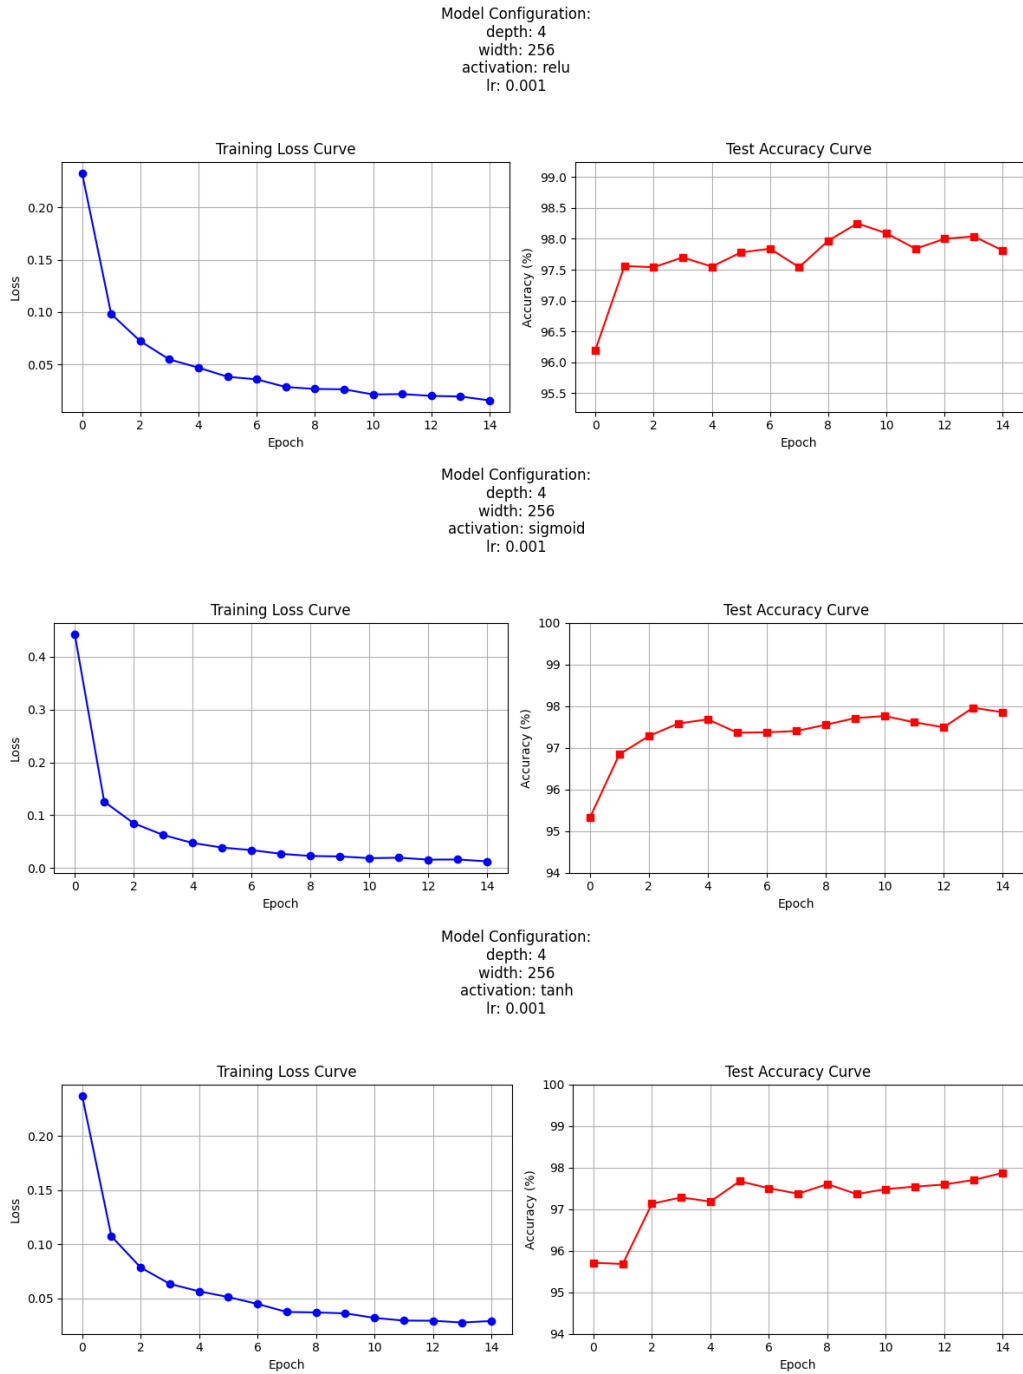 Model Configuration:
depth: 4
width: 256
activation: relu
lr: 0.001
Training Loss Curve
Loss
0.20
0.15
0.10
0.05
0 2 4 6 8 10 12 14
Epoch
Test Accuracy Curve
Accuracy (%)
99.0
98.5
98.0
97.5
97.0
96.5
96.0
95.5
0 2 4 6 8 10 12 14
Epoch
Model Configuration:
depth: 4
width: 256
activation: sigmoid
lr: 0.001
Training Loss Curve
Loss
0.4
0.3
0.2
0.1
0.0
0 2 4 6 8 10 12 14
Epoch
Test Accuracy Curve
Accuracy (%)
100
99
98
97
96
95
94
0 2 4 6 8 10 12 14
Epoch
Model Configuration:
depth: 4
width: 256
activation: tanh
lr: 0.001
Training Loss Curve
Loss
0.20
0.15
0.10
0.05
0 2 4 6 8 10 12 14
Epoch
Test Accuracy Curve
Accuracy (%)
100
99
98
97
96
95
94
0 2 4 6 8 10 12 14
Epoch